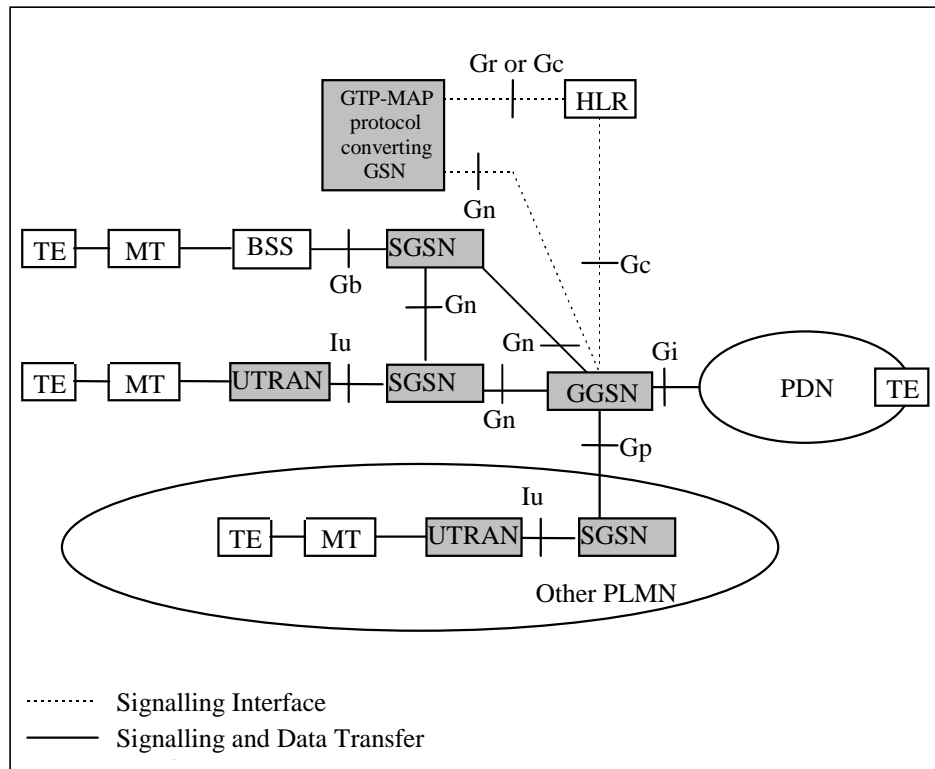 Gr or Gc
GTP-MAP
protocol
converting
GSN
HLR
Gn
TE
MT
BSS
SGSN
Gb
Gn
Gc
Gn
TE
MT
UTRAN
Iu
SGSN
Gn
GGSN
Gi
PDN
TE
Gp
TE
MT
UTRAN
Iu
SGSN
Other PLMN
Signalling Interface
Signalling and Data Transfer